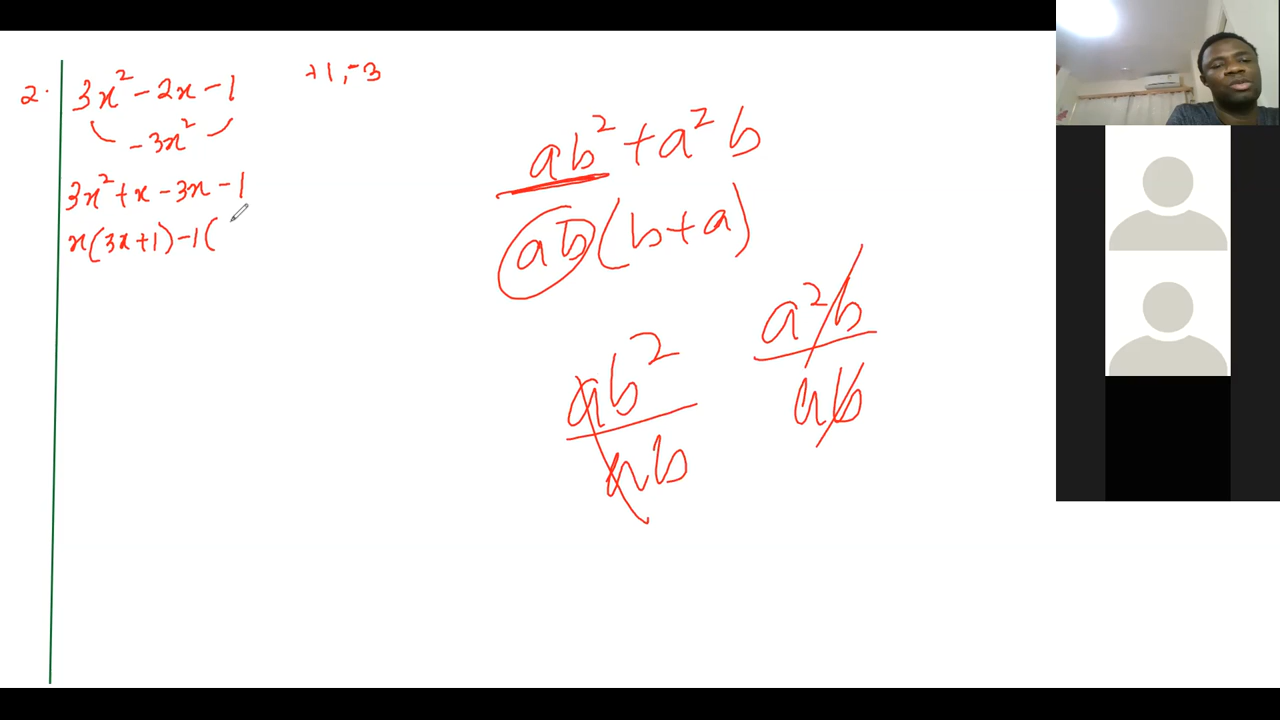 2. 3x² - 2x - 1
+1, -3
- 3x²
3x² + x - 3x - 1
x(3x + 1) - 1(
ab² + a²b
ab(b + a)
ab²
ab
a²b
ab